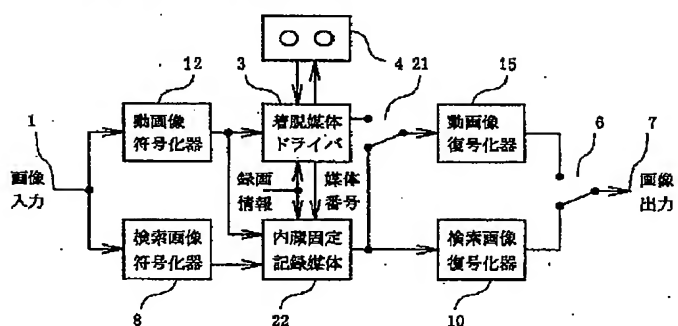 4
21
12
3
15
1
動画像
符号化器
着脱媒体
ドライバ
動画像
復号化器
6
7
画像
入力
録画
情報
媒体
番号
画像
出力
検索画像
符号化器
内蔵固定
記録媒体
検索画像
復号化器
8
22
10